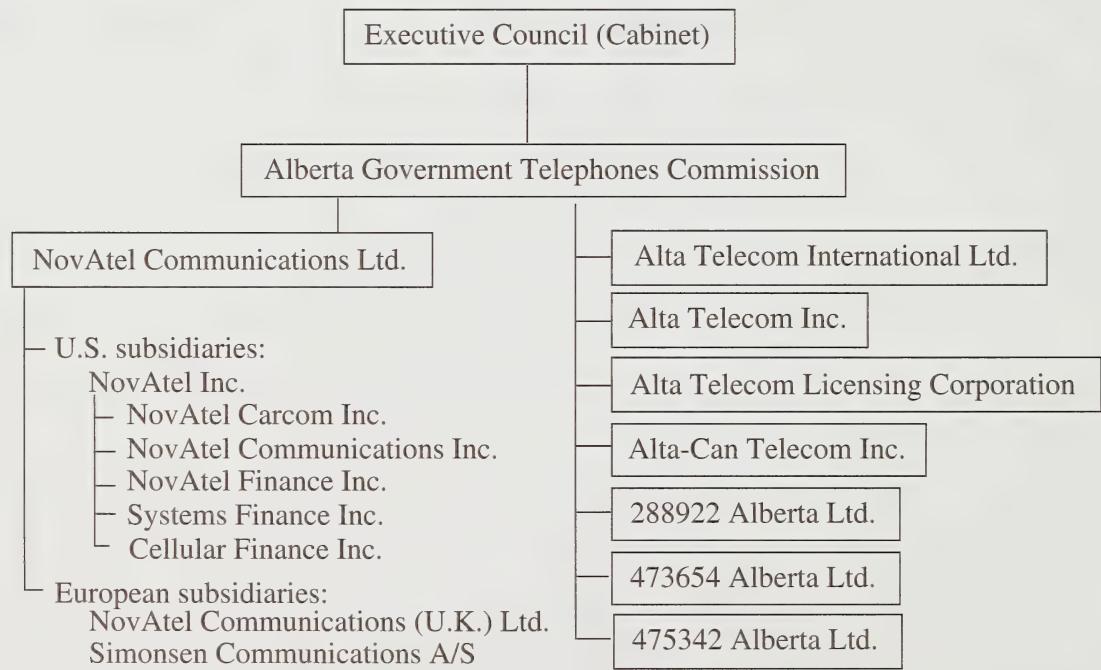 Executive Council (Cabinet)
Alberta Government Telephones Commission
NovAtel Communications Ltd.
U.S. subsidiaries:
NovAtel Inc.
NovAtel Carcom Inc.
NovAtel Communications Inc.
NovAtel Finance Inc.
Systems Finance Inc.
Cellular Finance Inc.
European subsidiaries:
NovAtel Communications (U.K.) Ltd.
Simonsen Communications A/S
Alta Telecom International Ltd.
Alta Telecom Inc.
Alta Telecom Licensing Corporation
Alta-Can Telecom Inc.
288922 Alberta Ltd.
473654 Alberta Ltd.
475342 Alberta Ltd.